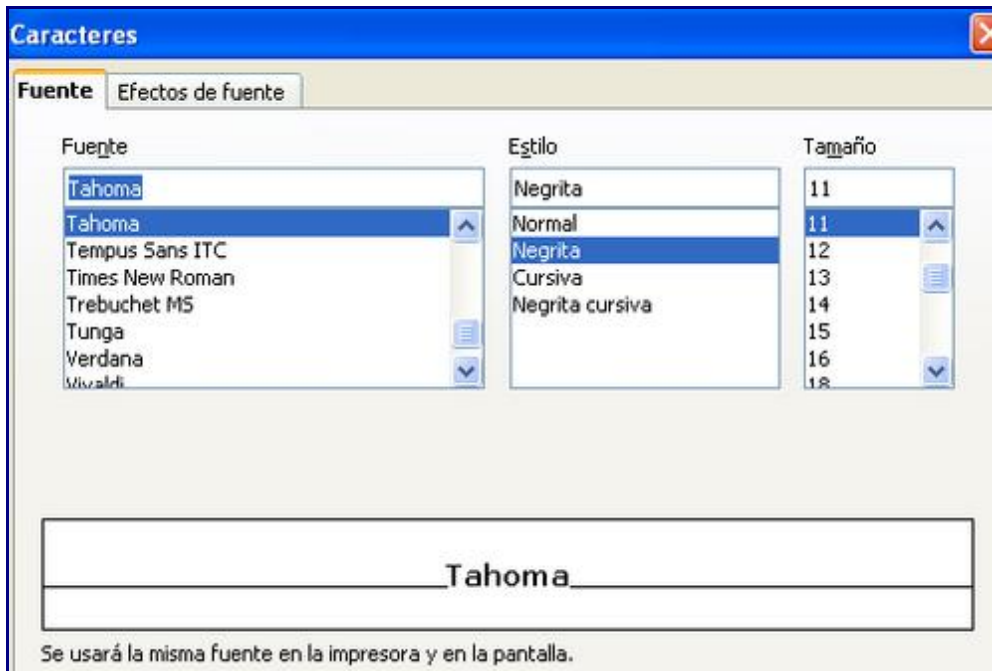 Caracteres
Fuente Efectos de fuente
Fuente Estilo Tamaño
Tahoma Negrita 11
Tahoma Normal 11
Tempus Sans ITC Negrita 12
Times New Roman Cursiva 13
Trebuchet MS Negrita cursiva 14
Tunga 15
Verdana 16
Vivaldi 18
Tahoma
Se usará la misma fuente en la impresora y en la pantalla.